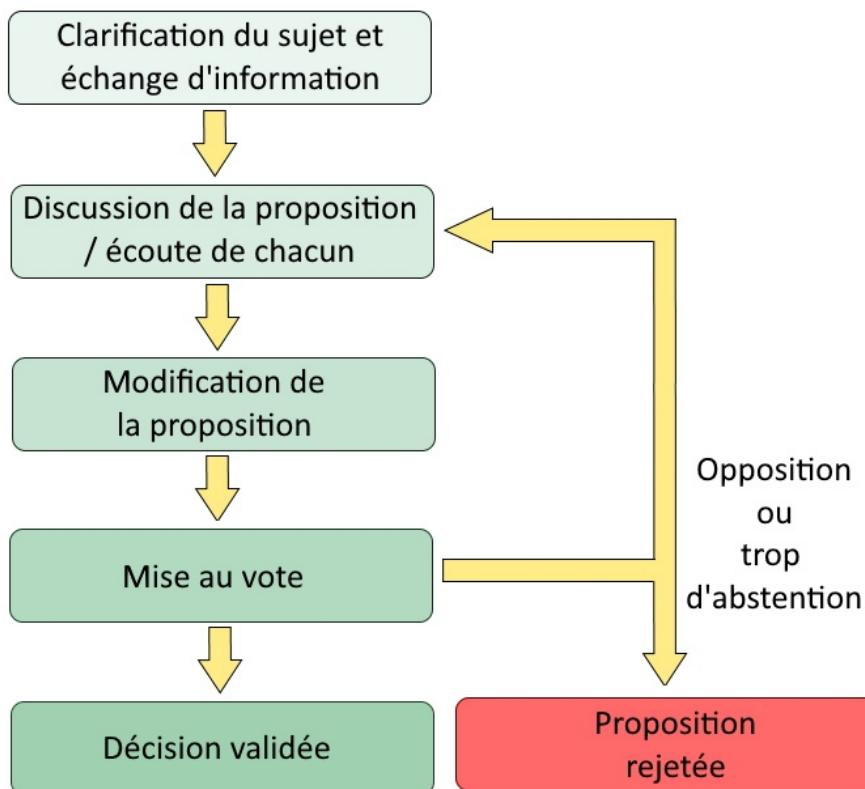 Clarification du sujet et
échange d'information
Discussion de la proposition
/ écoute de chacun
Modification de
la proposition
Opposition
ou
trop
d'abstention
Mise au vote
Décision validée
Proposition
rejetée